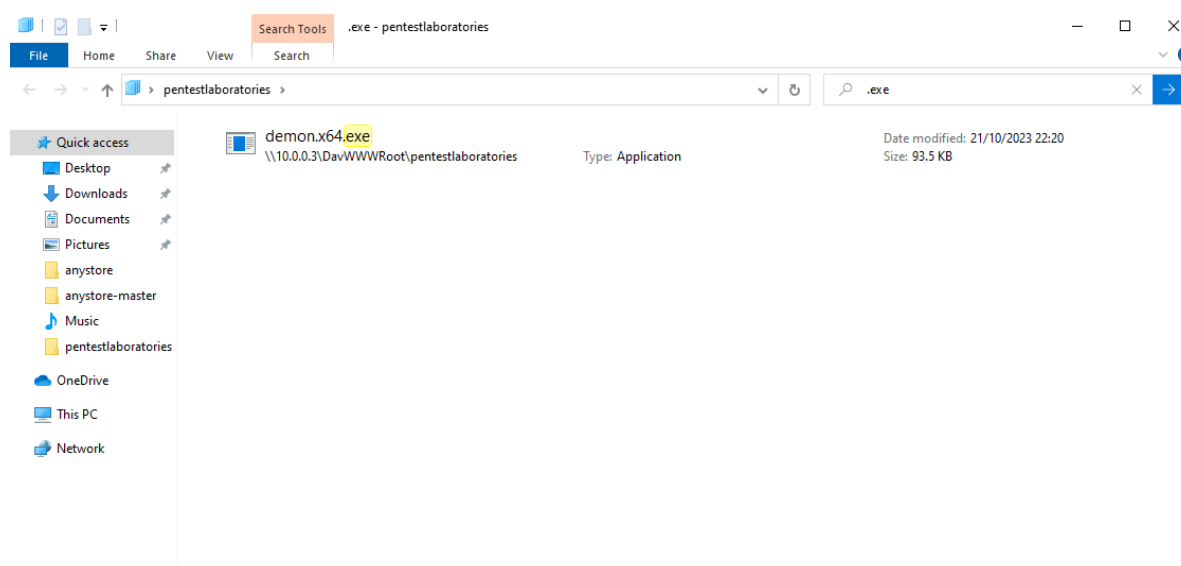 Search Tools .exe - pentestlaboratories
File Home Share View Search
pentestlaboratories
.exe
Quick access
Desktop
Downloads
Documents
Pictures
anystore
anystore-master
Music
pentestlaboratories
OneDrive
This PC
Network
demon.x64.exe
\\10.0.0.3\DavWWWRoot\pentestlaboratories
Type: Application
Date modified: 21/10/2023 22:20
Size: 93.5 KB